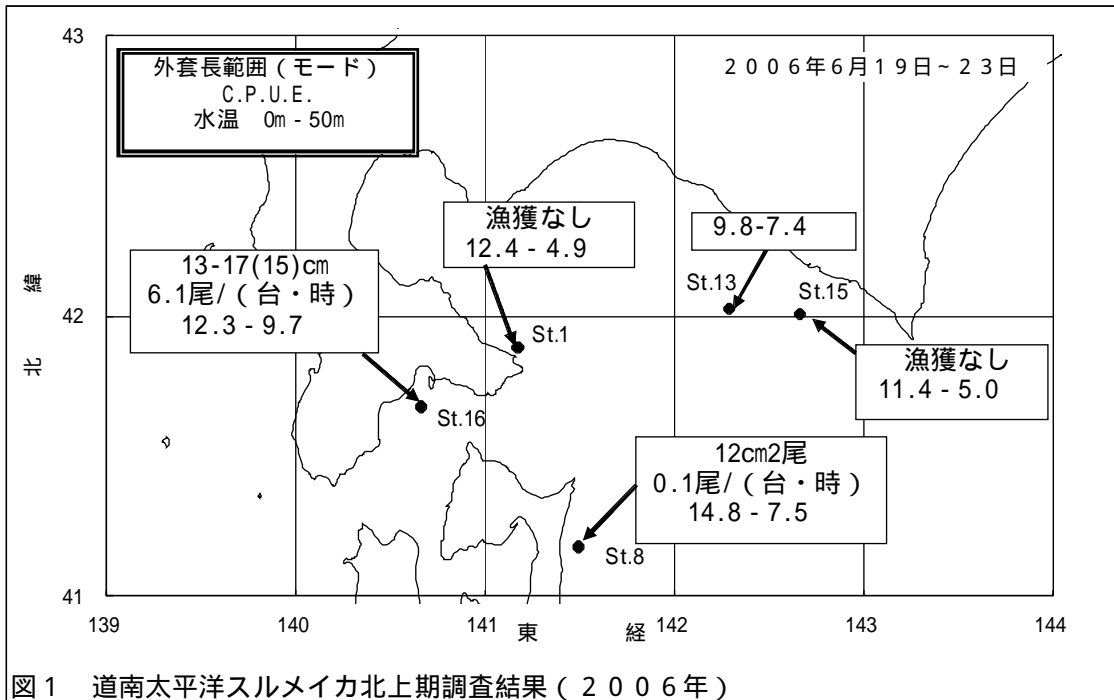 43
外套長範囲(モード)
C.P.U.E.
水温 0m-50m
2006年6月19日~23日
漁獲なし
12.4 - 4.9
9.8-7.4
13-17(15)cm
6.1尾/(台・時)
12.3 - 9.7
St.13
St.15
42
St.1
漁獲なし
11.4 - 5.0
St.16
12cm2尾
0.1尾/(台・時)
14.8 - 7.5
St.8
北 緯
41
139 140 141 142 143 144
東 経
図1 道南太平洋スルメイカ北上期調査結果(2006年)